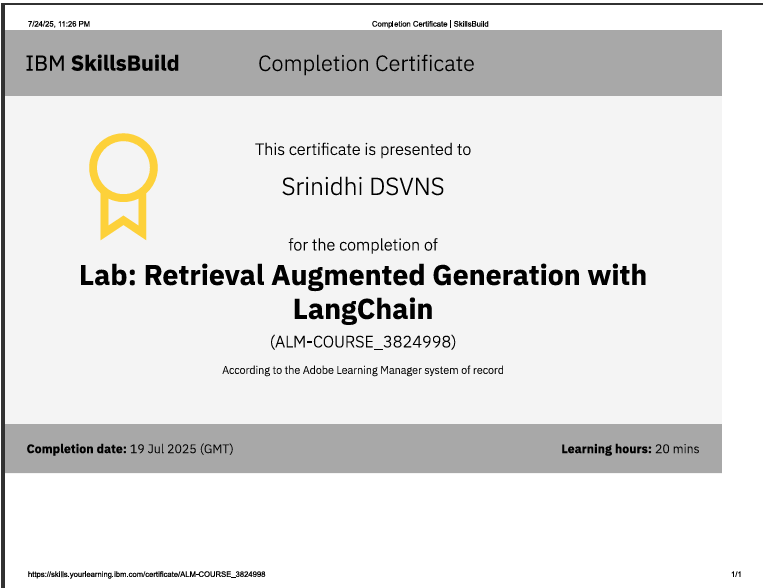 7/24/25, 11:26 PM Completion Certificate | SkillsBuild
IBM SkillsBuild Completion Certificate
This certificate is presented to
Srinidhi DSVNS
for the completion of
Lab: Retrieval Augmented Generation with
LangChain
(ALM-COURSE_3824998)
According to the Adobe Learning Manager system of record
Completion date: 19 Jul 2025 (GMT) Learning hours: 20 mins
https://skills.yourlearning.ibm.com/certificate/ALM-COURSE_3824998 1/1